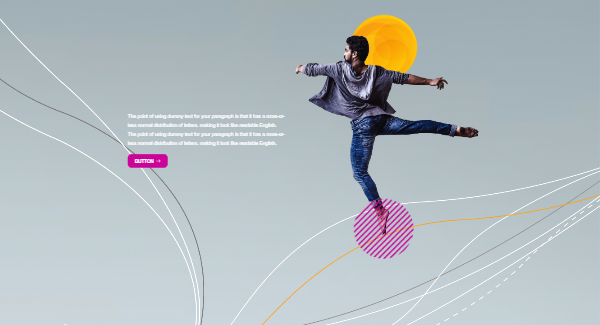 The point of using dummy text for your paragraph is that it has a more-or-
less normal distribution of letters. making it look like readable English.
The point of using dummy text for your paragraph is that it has a more-or-
less normal distribution of letters. making it look like readable English.
BUTTON →